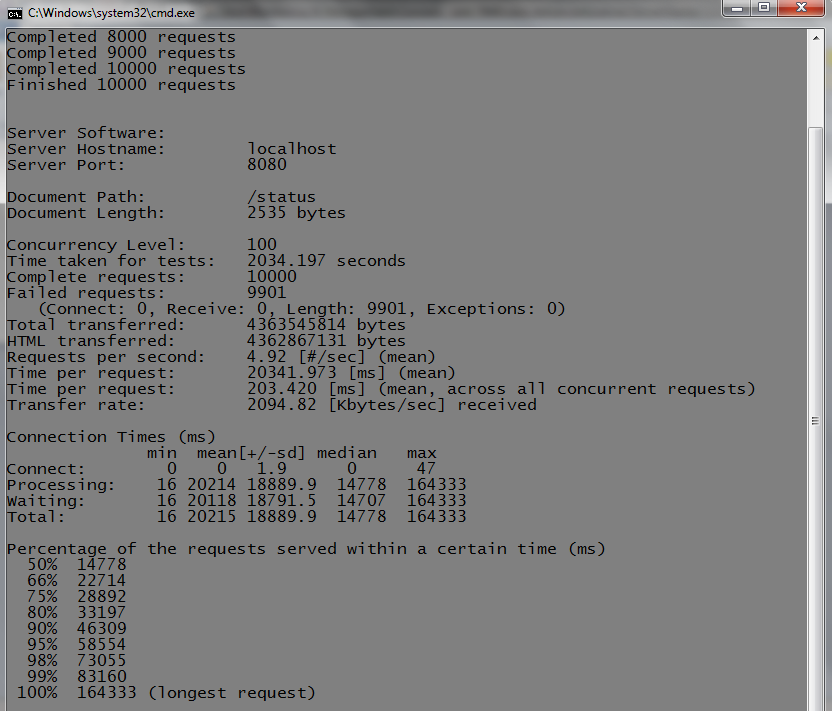 C:\Windows\system32\cmd.exe
Completed 8000 requests
Completed 9000 requests
Completed 10000 requests
Finished 10000 requests
Server Software:
Server Hostname:        localhost
Server Port:            8080
Document Path:          /status
Document Length:        2535 bytes
Concurrency Level:      100
Time taken for tests:   2034.197 seconds
Complete requests:      10000
Failed requests:        9901
   (Connect: 0, Receive: 0, Length: 9901, Exceptions: 0)
Total transferred:      4363545814 bytes
HTML transferred:       4362867131 bytes
Requests per second:    4.92 [#/sec] (mean)
Time per request:       20341.973 [ms] (mean)
Time per request:       203.420 [ms] (mean, across all concurrent requests)
Transfer rate:          2094.82 [Kbytes/sec] received
Connection Times (ms)
              min  mean[+/-sd] median   max
Connect:        0    0   1.9      0      47
Processing:    16 20214 18889.9  14778  164333
Waiting:       16 20118 18791.5  14707  164333
Total:         16 20215 18889.9  14778  164333
Percentage of the requests served within a certain time (ms)
  50%  14778
  66%  22714
  75%  28892
  80%  33197
  90%  46309
  95%  58554
  98%  73055
  99%  83160
 100%  164333 (longest request)